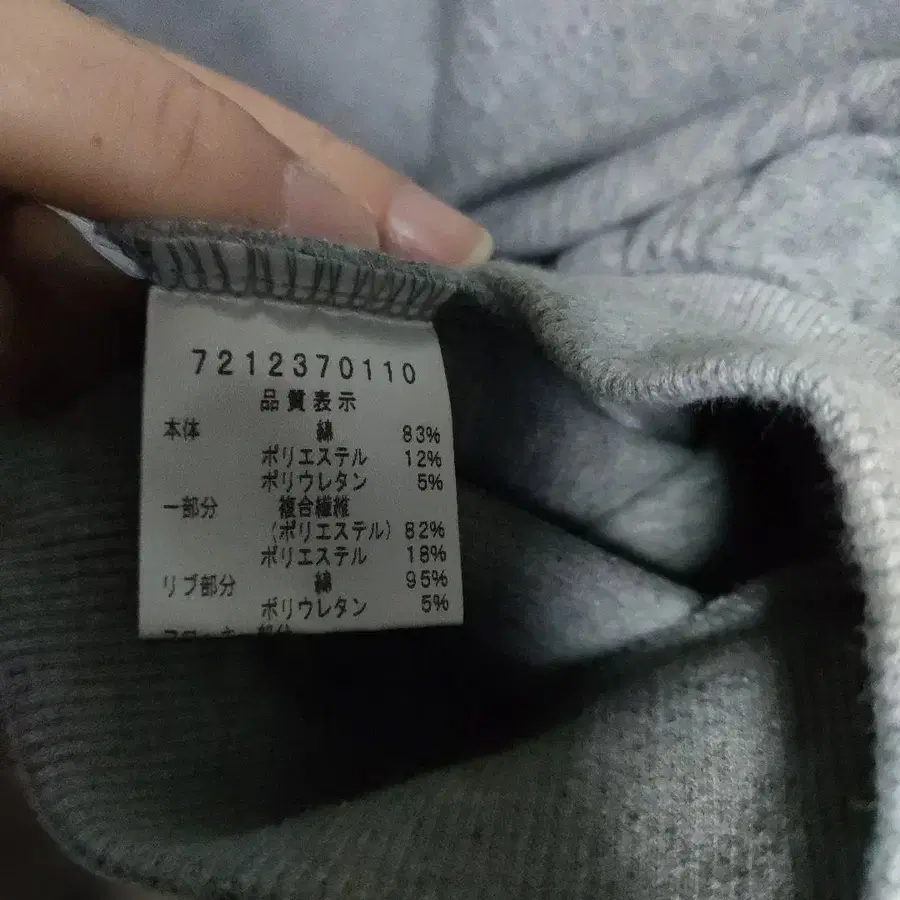 7212370110
品質表示
本体 綿 83%
ポリエステル 12%
ポリウレタン 5%
一部分 複合繊維
(ポリエステル) 82%
ポリエステル 18%
リブ部分 綿 95%
ポリウレタン 5%